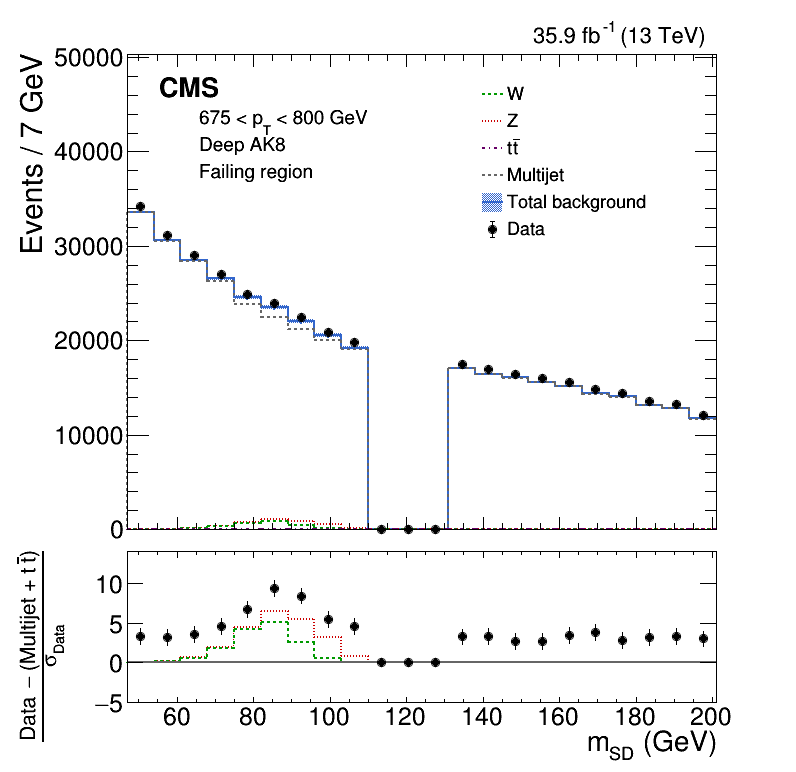 35.9 fb⁻¹ (13 TeV)
CMS
675 < p_T < 800 GeV
Deep AK8
Failing region
W
Z
tt̄
Multijet
Total background
Data
Events / 7 GeV
50000
40000
30000
20000
10000
0
Data − (Multijet + t t̄)
σ_Data
10
5
0
−5
60 80 100 120 140 160 180 200
m_SD (GeV)